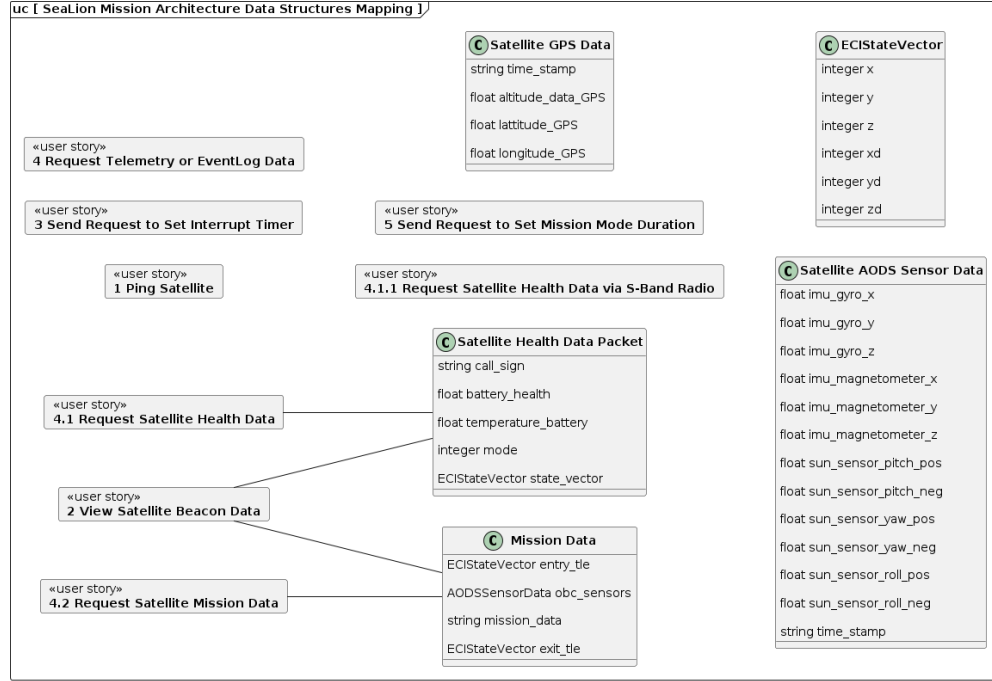 uc [ SeaLion Mission Architecture Data Structures Mapping ]
C Satellite GPS Data
string time_stamp
float altitude_data_GPS
float lattitude_GPS
float longitude_GPS
C ECIStateVector
integer x
integer y
integer z
integer xd
integer yd
integer zd
«user story»
4 Request Telemetry or EventLog Data
«user story»
3 Send Request to Set Interrupt Timer
«user story»
5 Send Request to Set Mission Mode Duration
«user story»
1 Ping Satellite
«user story»
4.1.1 Request Satellite Health Data via S-Band Radio
C Satellite AODS Sensor Data
float imu_gyro_x
float imu_gyro_y
float imu_gyro_z
float imu_magnetometer_x
float imu_magnetometer_y
float imu_magnetometer_z
float sun_sensor_pitch_pos
float sun_sensor_pitch_neg
float sun_sensor_yaw_pos
float sun_sensor_yaw_neg
float sun_sensor_roll_pos
float sun_sensor_roll_neg
string time_stamp
C Satellite Health Data Packet
string call_sign
float battery_health
float temperature_battery
integer mode
ECIStateVector state_vector
«user story»
4.1 Request Satellite Health Data
«user story»
2 View Satellite Beacon Data
C Mission Data
ECIStateVector entry_tle
AODSSensorData obc_sensors
string mission_data
ECIStateVector exit_tle
«user story»
4.2 Request Satellite Mission Data